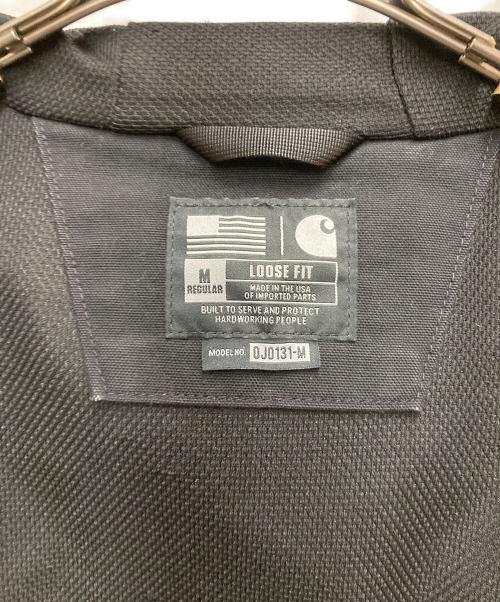 M
REGULAR
LOOSE FIT
MADE IN THE USA
OF IMPORTED PARTS
BUILT TO SERVE AND PROTECT
HARDWORKING PEOPLE
MODEL NO. 0J0131-M